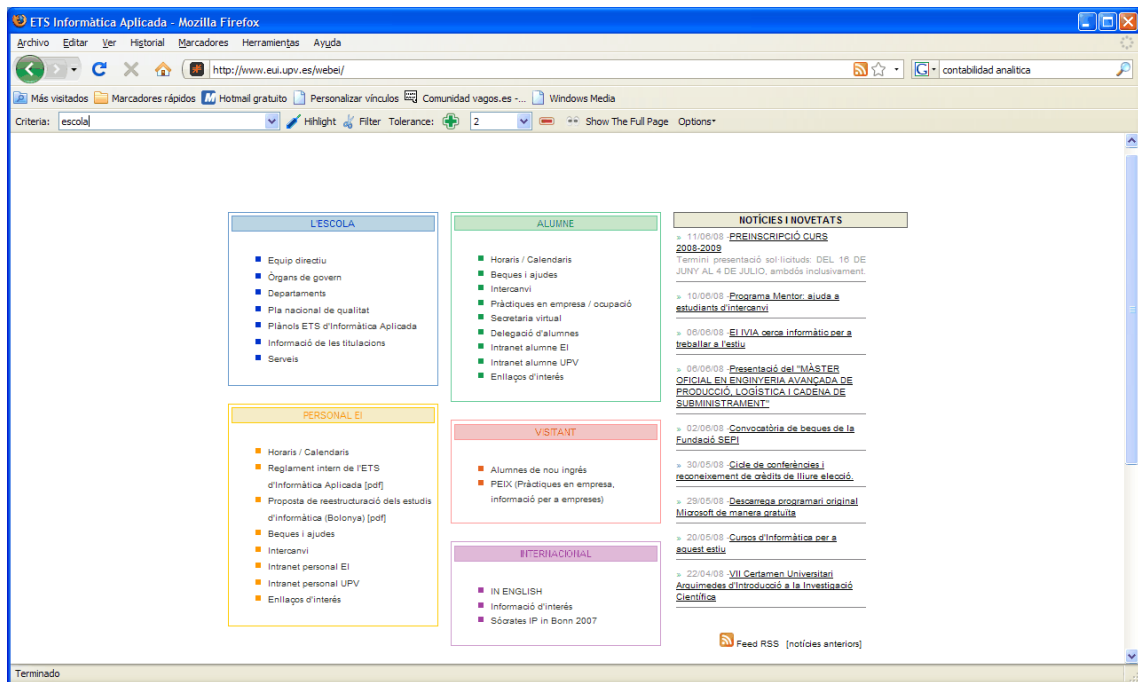 ETS Informàtica Aplicada - Mozilla Firefox
Archivo Editar Ver Historial Marcadores Herramientas Ayuda
http://www.eui.upv.es/webei/
contabilidad analitica
Más visitados Marcadores rápidos Hotmail gratuito Personalizar vínculos Comunidad vagos.es -... Windows Media
Criteria: escola Hihlight Filter Tolerance: 2 Show The Full Page Options
L'ESCOLA
Equip directiu
Òrgans de govern
Departaments
Pla nacional de qualitat
Plànols ETS d'Informàtica Aplicada
Informació de les titulacions
Serveis
PERSONAL EI
Horaris / Calendaris
Reglament intern de l'ETS
d'Informàtica Aplicada [pdf]
Proposta de reestructuració dels estudis
d'informàtica (Bolonya) [pdf]
Beques i ajudes
Intercanvi
Intranet personal EI
Intranet personal UPV
Enllaços d'interés
ALUMNE
Horaris / Calendaris
Beques i ajudes
Intercanvi
Pràctiques en empresa / ocupació
Secretaria virtual
Delegació d'alumnes
Intranet alumne EI
Intranet alumne UPV
Enllaços d'interés
VISITANT
Alumnes de nou ingrés
PEIX (Pràctiques en empresa,
informació per a empreses)
INTERNACIONAL
IN ENGLISH
Informació d'interés
Sócrates IP in Bonn 2007
NOTÍCIES I NOVETATS
» 11/06/08 -PREINSCRIPCIÓ CURS
2008-2009
Termini presentació sol·licituds: DEL 16 DE
JUNY AL 4 DE JULIO, ambdós inclusivament.
» 10/06/08 -Programa Mentor: ajuda a
estudiants d'intercanvi
» 06/06/08 -El IVIA cerca informàtic per a
treballar a l'estiu
» 06/06/08 -Presentació del "MÀSTER
OFICIAL EN ENGINYERIA AVANÇADA DE
PRODUCCIÓ, LOGÍSTICA I CADENA DE
SUBMINISTRAMENT"
» 02/06/08 -Convocatòria de beques de la
Fundació SEPI
» 30/05/08 -Cicle de conferències i
reconeixement de crèdits de lliure elecció.
» 29/05/08 -Descarrega programari original
Microsoft de manera gratuïta
» 20/05/08 -Cursos d'Informàtica per a
aquest estiu
» 22/04/08 -VII Certamen Universitari
Arquimedes d'Introducció a la Investigació
Científica
Feed RSS [notícies anteriors]
Terminado